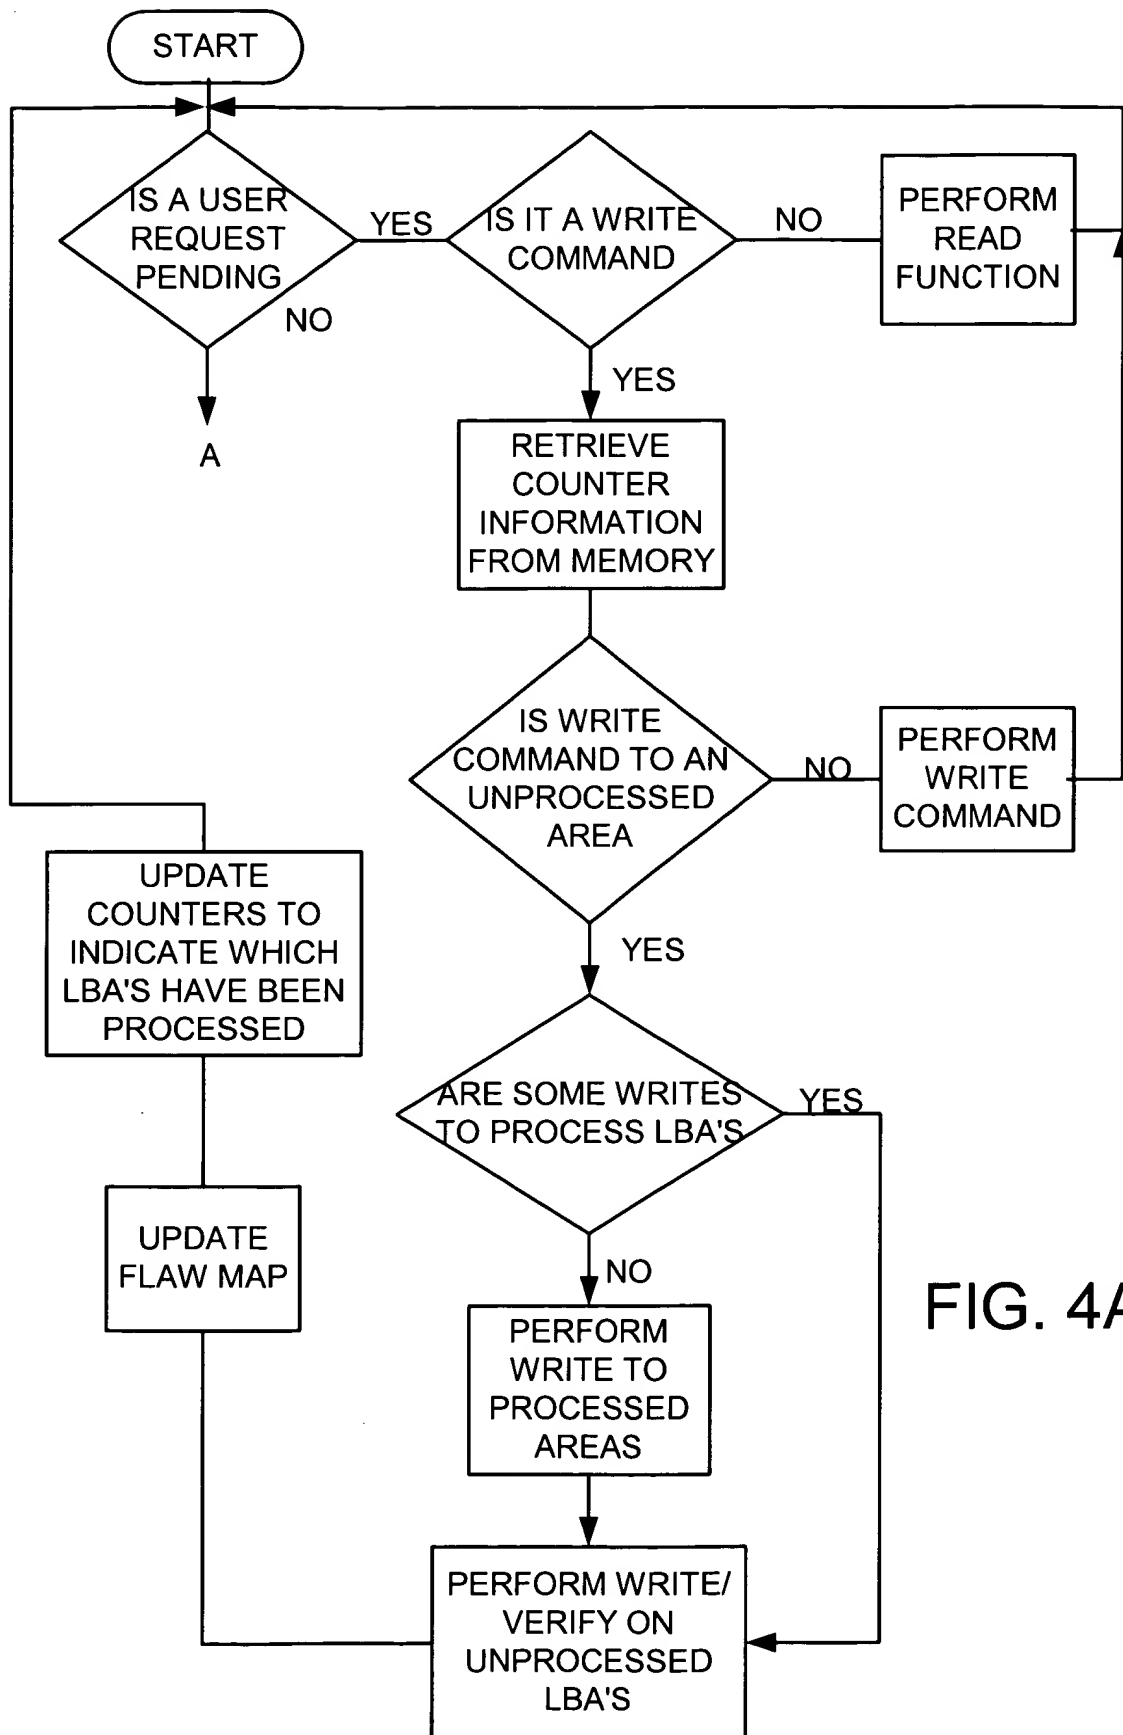 START
IS A USER
REQUEST
PENDING
YES
IS IT A WRITE
COMMAND
NO
PERFORM
READ
FUNCTION
NO
A
YES
RETRIEVE
COUNTER
INFORMATION
FROM MEMORY
IS WRITE
COMMAND TO AN
UNPROCESSED
AREA
NO
PERFORM
WRITE
COMMAND
YES
UPDATE
COUNTERS TO
INDICATE WHICH
LBA'S HAVE BEEN
PROCESSED
ARE SOME WRITES
TO PROCESS LBA'S
YES
UPDATE
FLAW MAP
NO
FIG. 4A
PERFORM
WRITE TO
PROCESSED
AREAS
PERFORM WRITE/
VERIFY ON
UNPROCESSED
LBA'S